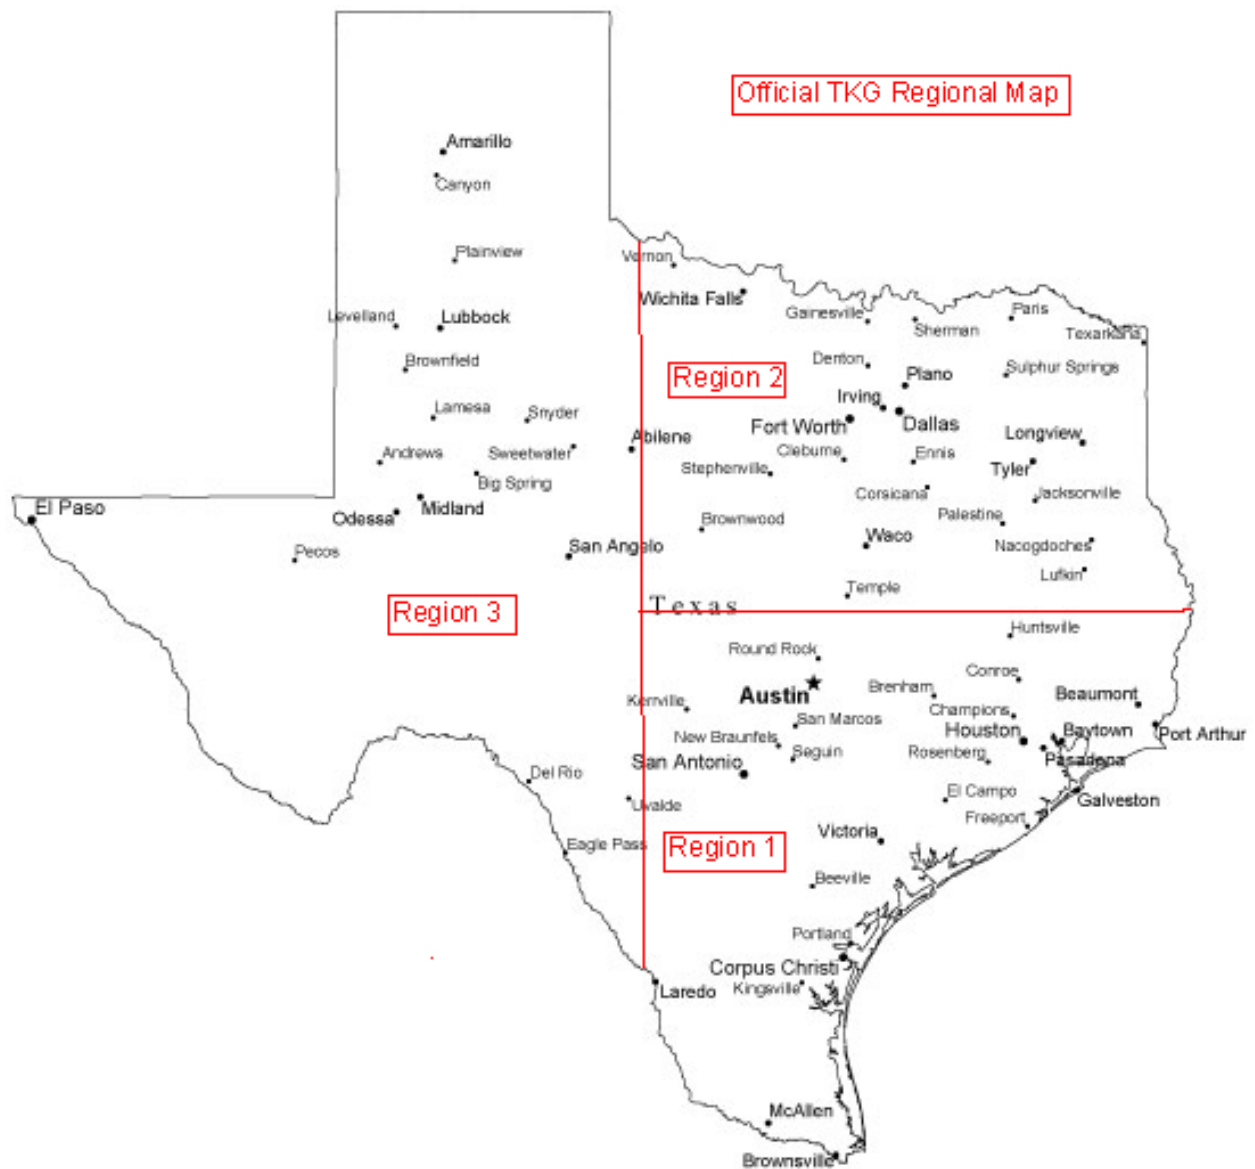 Official TKG Regional Map
Amarillo
Canyon
Plainview
Vernon
Wichita Falls
Levelland
Lubbock
Gainesville
Sherman
Paris
Texarkana
Brownfield
Denton
Region 2
Plano
Sulphur Springs
Irving
Lamesa
Snyder
Fort Worth
Dallas
Abilene
Longview
Andrews
Sweetwater
Cleburne
Ennis
Stephenville
Tyler
Big Spring
Corsicana
Jacksonville
El Paso
Midland
Odessa
Brownwood
Palestine
Waco
San Angelo
Nacogdoches
Pecos
Lufkin
Temple
Texas
Region 3
Huntsville
Round Rock
Conroe
Austin
Brenham
Beaumont
Kerrville
Champions
San Marcos
Houston
Baytown
Port Arthur
New Braunfels
Seguin
Rosenberg
Pasadena
San Antonio
Del Rio
El Campo
Galveston
Uvalde
Freeport
Victoria
Eagle Pass
Region 1
Beeville
Portland
Corpus Christi
Kingsville
Laredo
McAllen
Brownsville